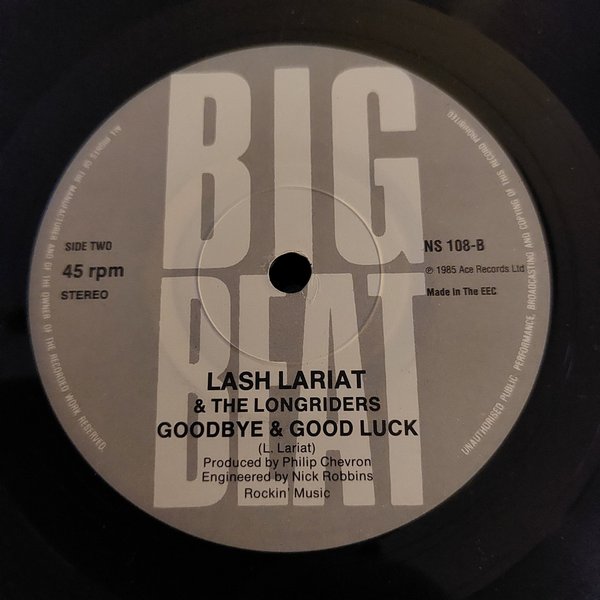 BIG
BEAT
SIDE TWO
45 rpm
STEREO
NS 108-B
℗ 1985 Ace Records Ltd
Made In The EEC
LASH LARIAT
& THE LONGRIDERS
GOODBYE & GOOD LUCK
(L. Lariat)
Produced by Philip Chevron
Engineered by Nick Robbins
Rockin' Music
ALL RIGHTS OF THE MANUFACTURER AND OF THE OWNER OF THE RECORDED WORK RESERVED.
UNAUTHORISED PUBLIC PERFORMANCE, BROADCASTING AND COPYING OF THIS RECORD PROHIBITED.